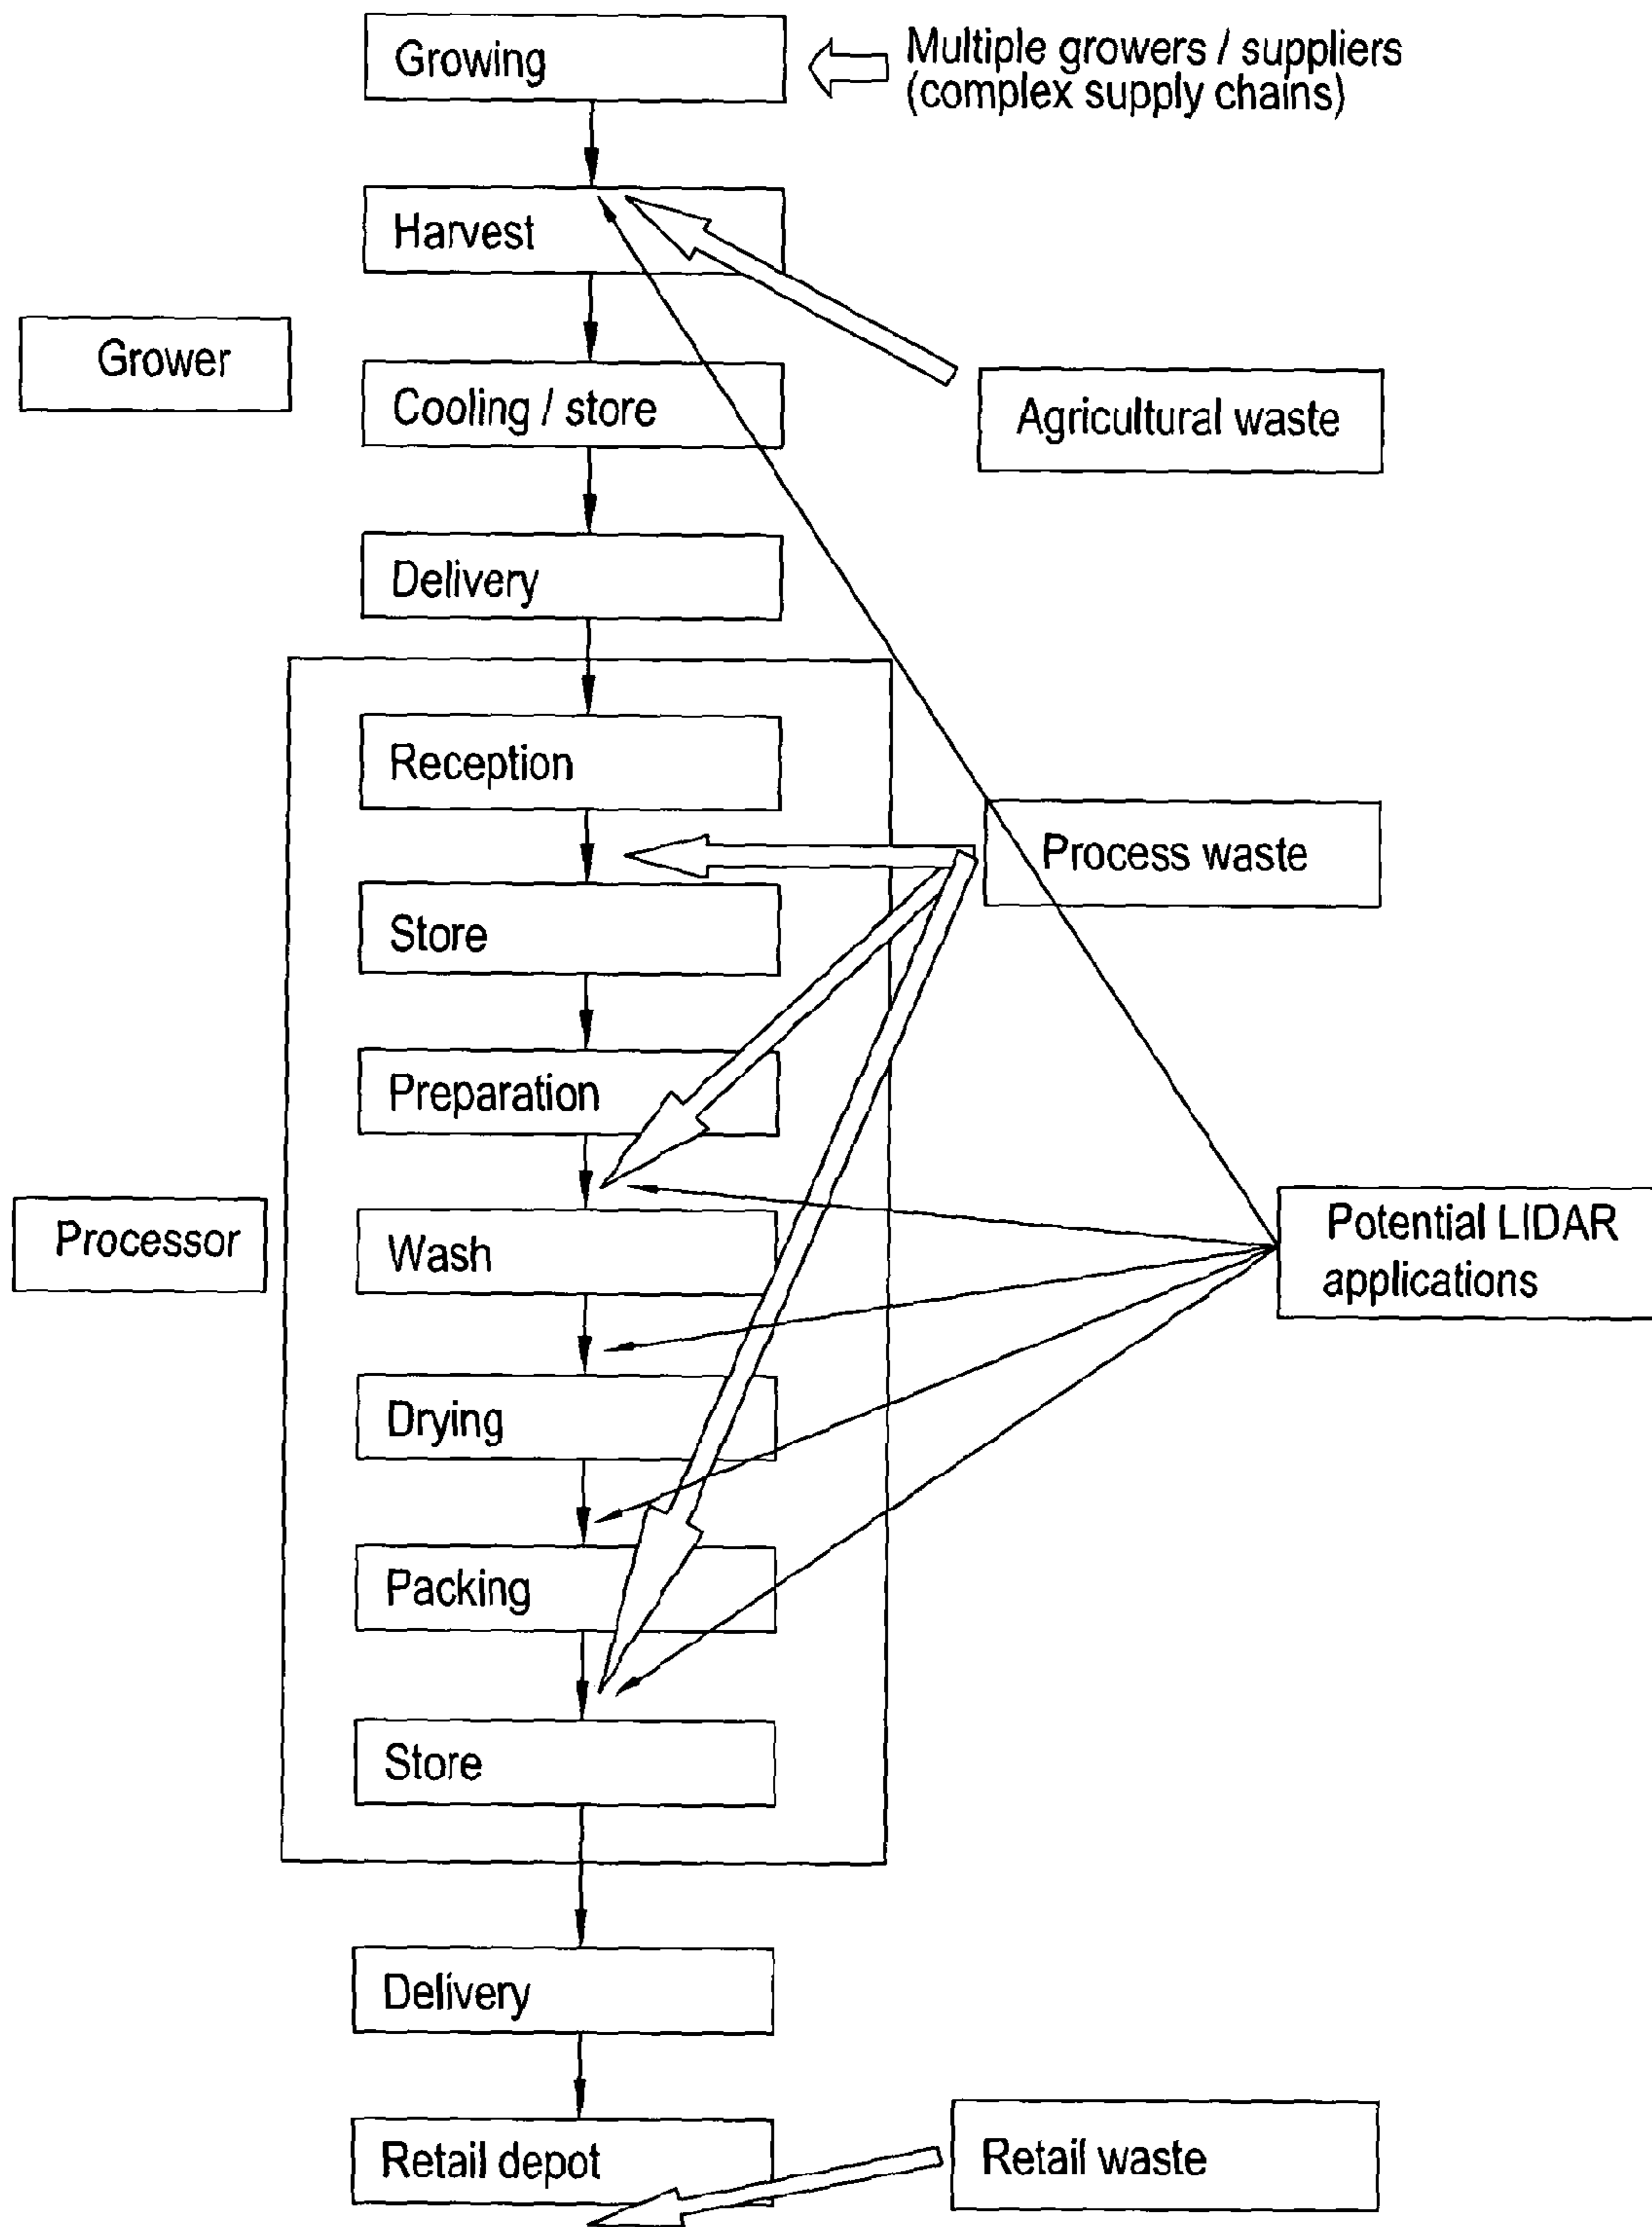 Growing
Multiple growers / suppliers
(complex supply chains)
Harvest
Grower
Cooling / store
Agricultural waste
Delivery
Reception
Process waste
Store
Preparation
Processor
Wash
Potential LIDAR
applications
Drying
Packing
Store
Delivery
Retail depot
Retail waste